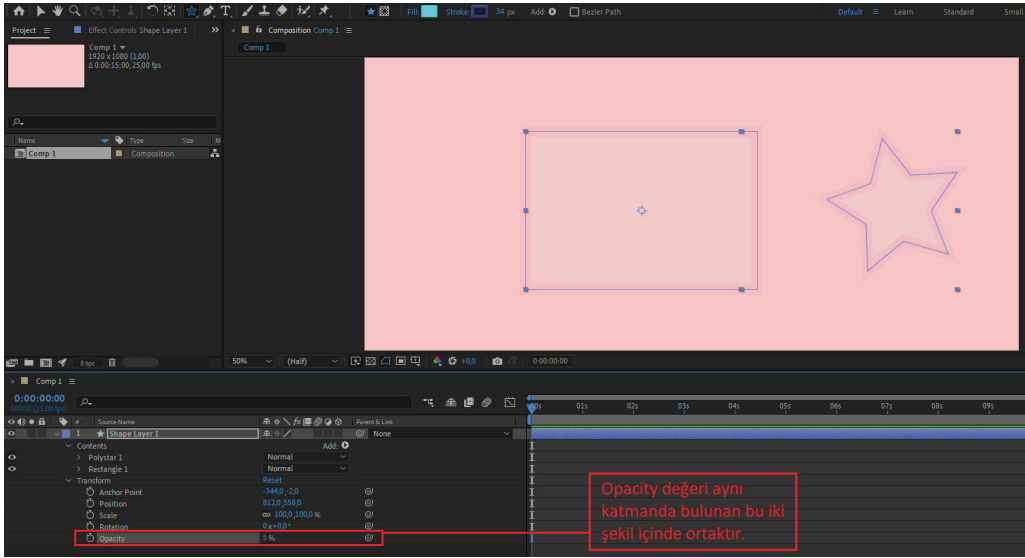 Fill:
Stroke:
34 px
Add:
Bezier Path
Default
Learn
Standard
Small
Project
Effect Controls Shape Layer 1
Composition Comp 1
Comp 1
Comp 1
1920 x 1080 (1,00)
Δ 0:00:15:00, 25,00 fps
Name
Type
Size
M
Comp 1
Composition
8 bpc
50%
(Half)
+0,0
0:00:00:00
Comp 1
0:00:00:00
00000 (25.00 fps)
#
Source Name
Parent & Link
01s
02s
03s
04s
05s
06s
07s
08s
09s
1
Shape Layer 1
None
Contents
Add:
Polystar 1
Normal
Rectangle 1
Normal
Transform
Reset
Anchor Point
-344,0,-2,0
Position
812,0,558,0
Scale
100,0,100,0 %
Rotation
0 x+0,0 °
Opacity
5 %
Opacity değeri aynı
katmanda bulunan bu iki
şekil içinde ortaktır.